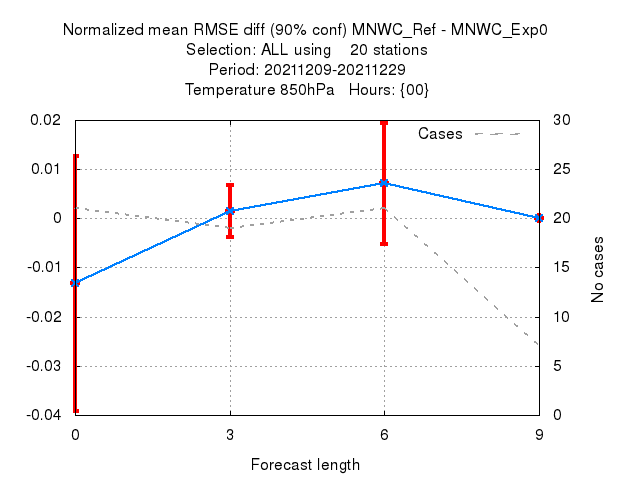 Normalized mean RMSE diff (90% conf) MNWC_Ref - MNWC_Exp0
Selection: ALL using    20 stations
Period: 20211209-20211229
Temperature 850hPa   Hours: {00}
Cases
0.02
0.01
0
-0.01
-0.02
-0.03
-0.04
30
25
20
15
10
5
0
No cases
0
3
6
9
Forecast length